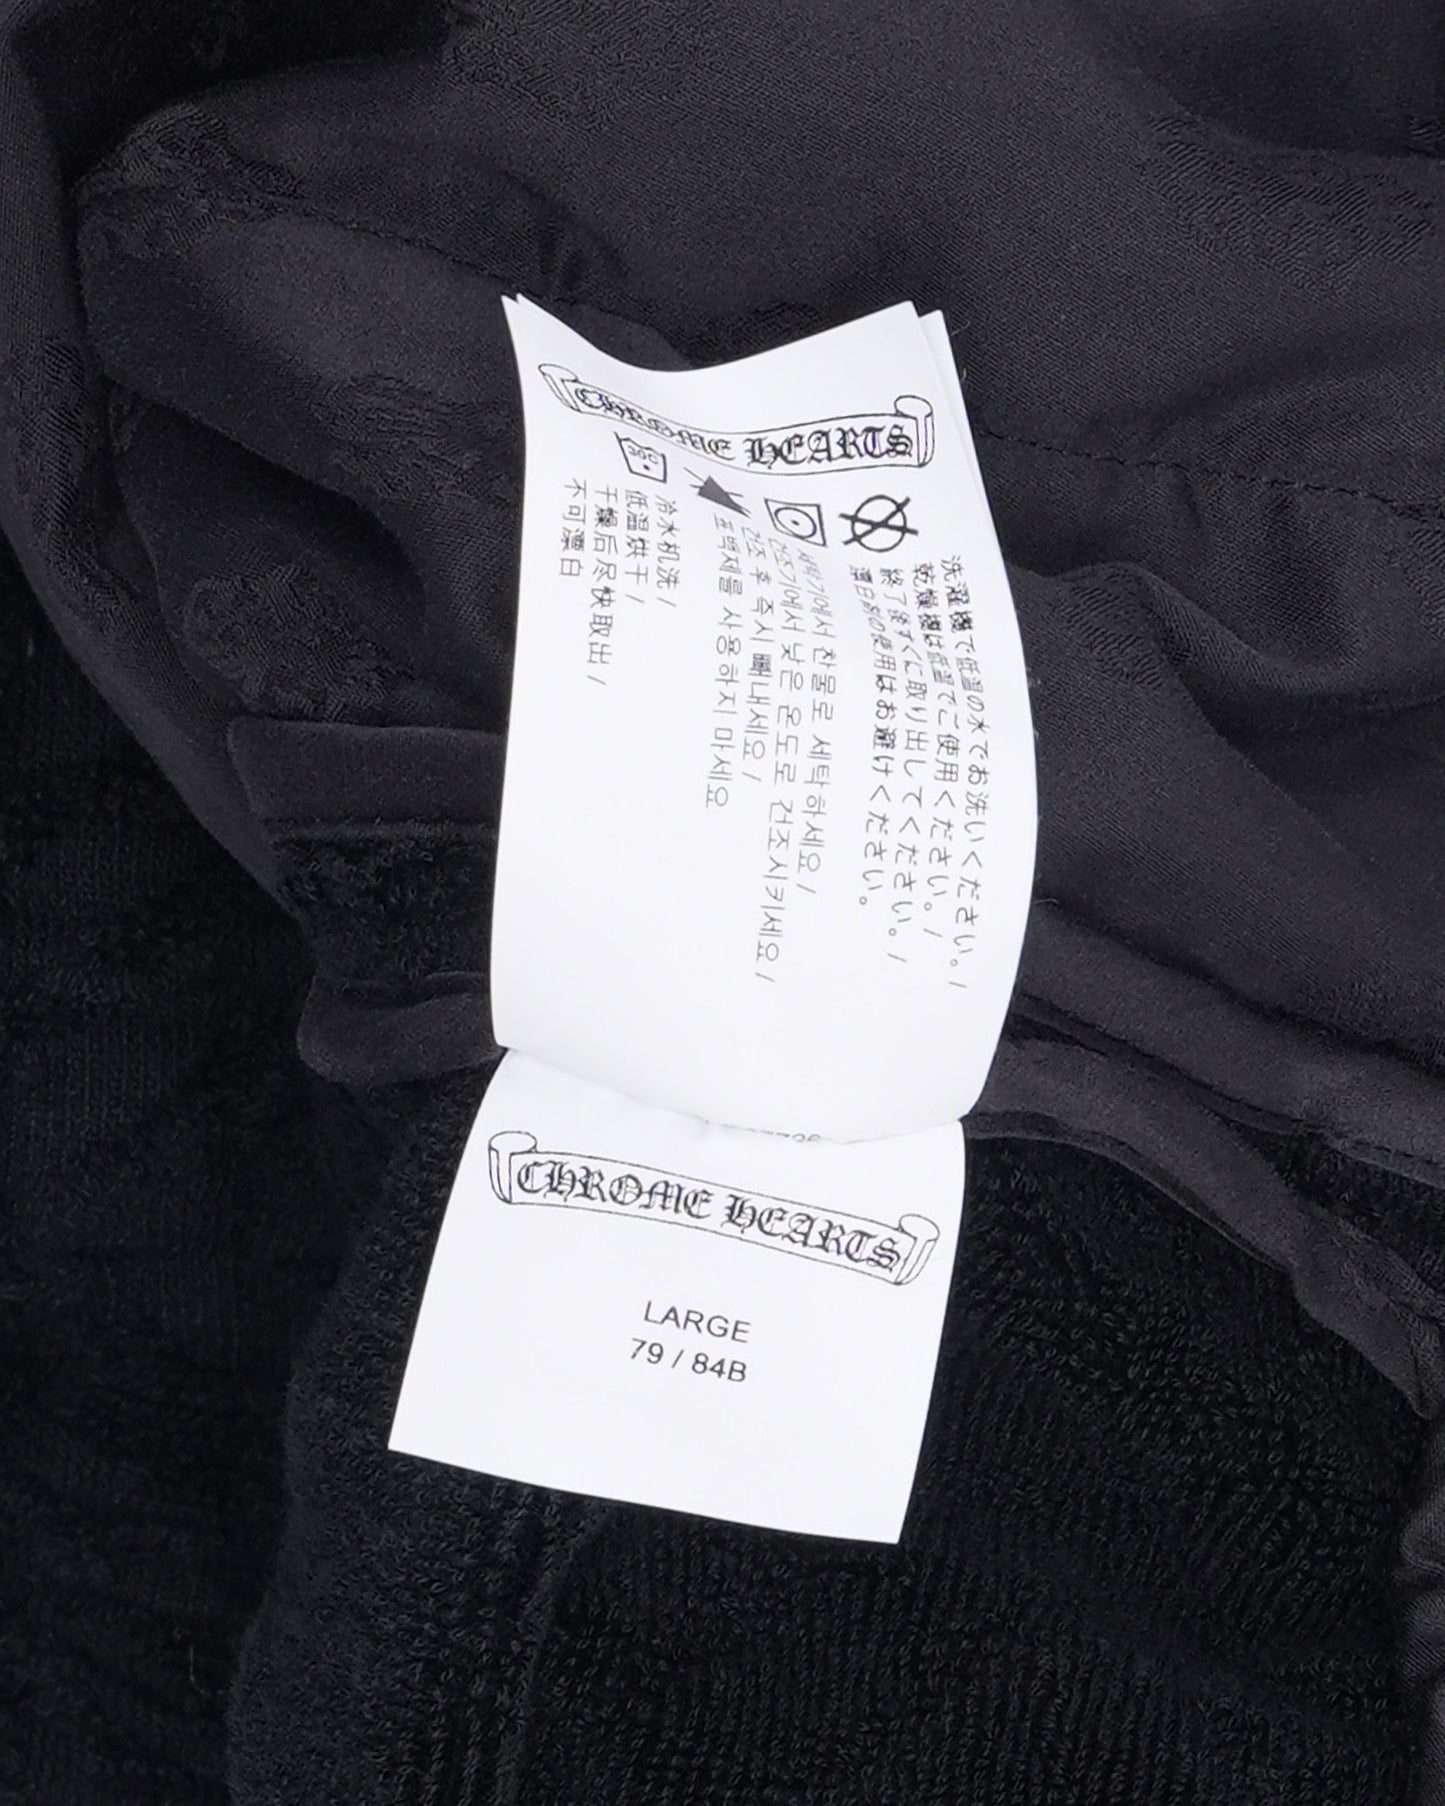 CHROME HEARTS
30C
洗濯機で低温の水でお洗いください。/
乾燥機は低温でご使用ください。/
終了後すぐに取り出してください。/
漂白剤の使用はお避けください。
세탁기에서 찬물로 세탁하세요 /
건조기에서 낮은 온도로 건조시키세요 /
건조 후 즉시 빼내세요 /
표백제를 사용하지 마세요
冷水机洗 /
低温烘干 /
干燥后尽快取出 /
不可漂白
CHROME HEARTS
LARGE
79 / 84B